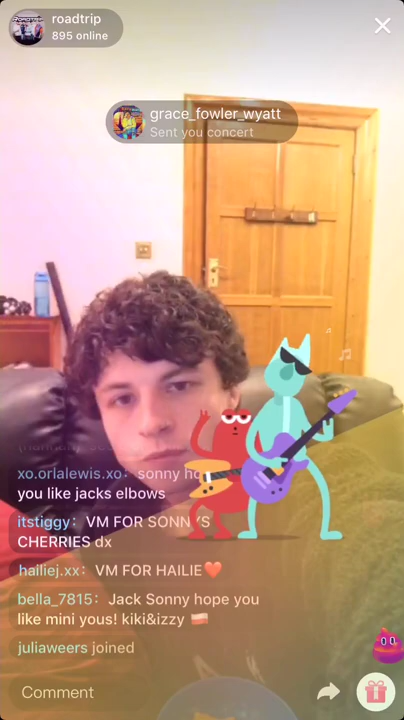 roadtrip
895 online
grace_fowler_wyatt
Sent you concert
xo.orlalewis.xo: sonny
you like jacks elbows
itstiggy: VM FOR SONNYS
CHERRIES dx
hailiej.xx: VM FOR HAILIE❤️
bella_7815: Jack Sonny hope you
like mini yous! kiki&izzy 🇵🇱
juliaweers joined
Comment